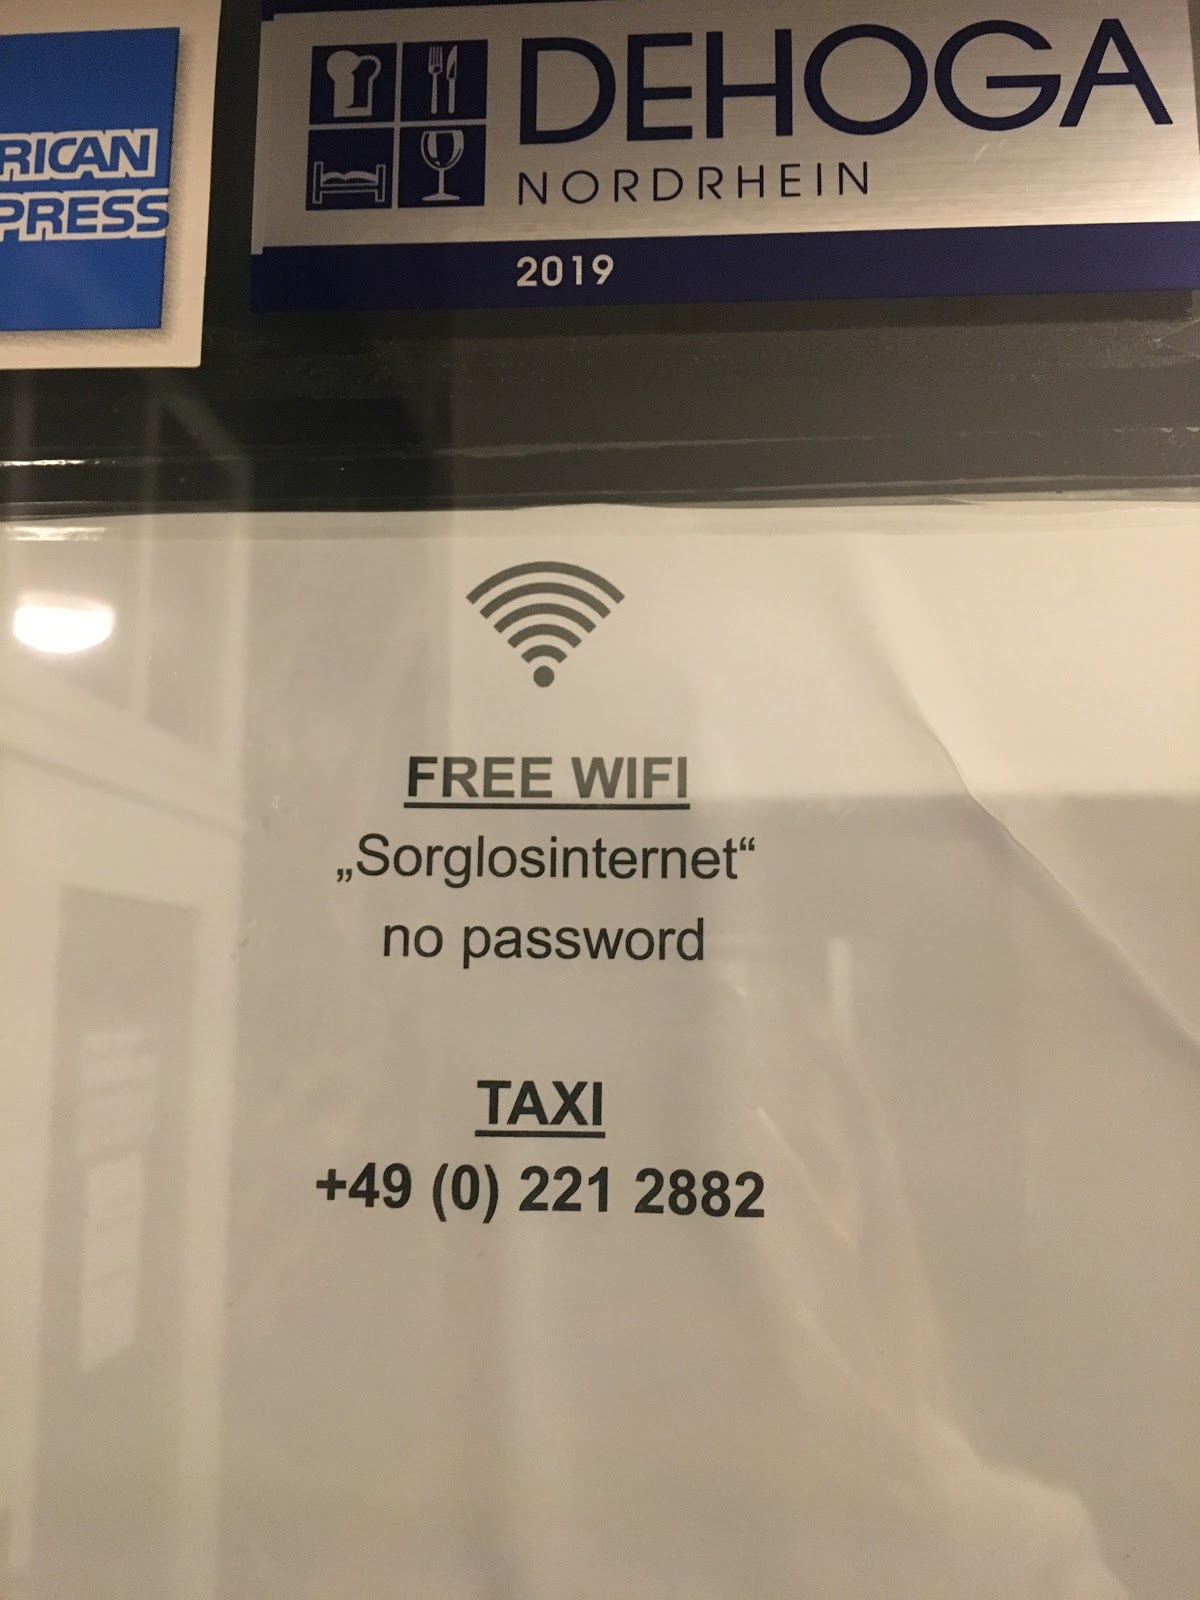 RICAN
PRESS
DEHOGA
NORDRHEIN
2019
FREE WIFI
„Sorglosinternet“
no password
TAXI
+49 (0) 221 2882